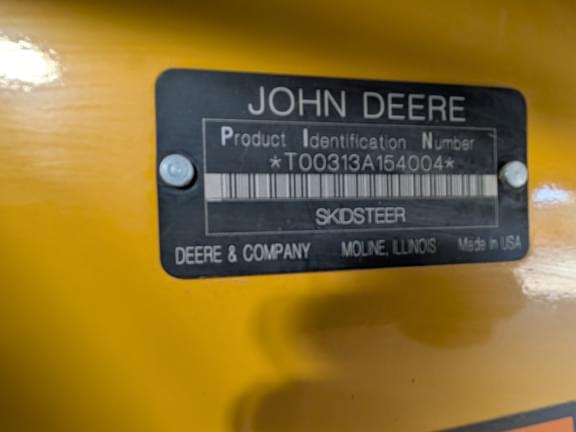 JOHN DEERE
Product Identification Number
*T00313A154004*
SKIDSTEER
DEERE & COMPANY MOLINE, ILLINOIS Made in USA